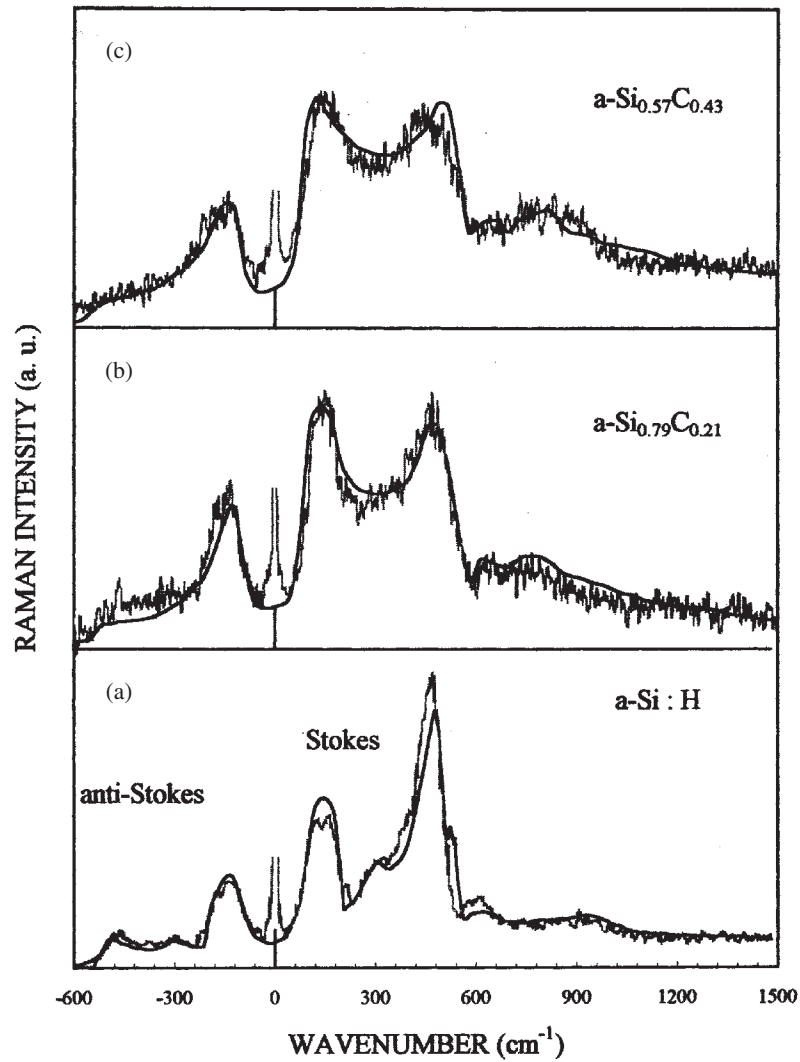 (c)
a-Si₀.₅₇C₀.₄₃
(b)
a-Si₀.₇₉C₀.₂₁
(a)
a-Si : H
Stokes
anti-Stokes
RAMAN INTENSITY (a. u.)
-600 -300 0 300 600 900 1200 1500
WAVENUMBER (cm⁻¹)